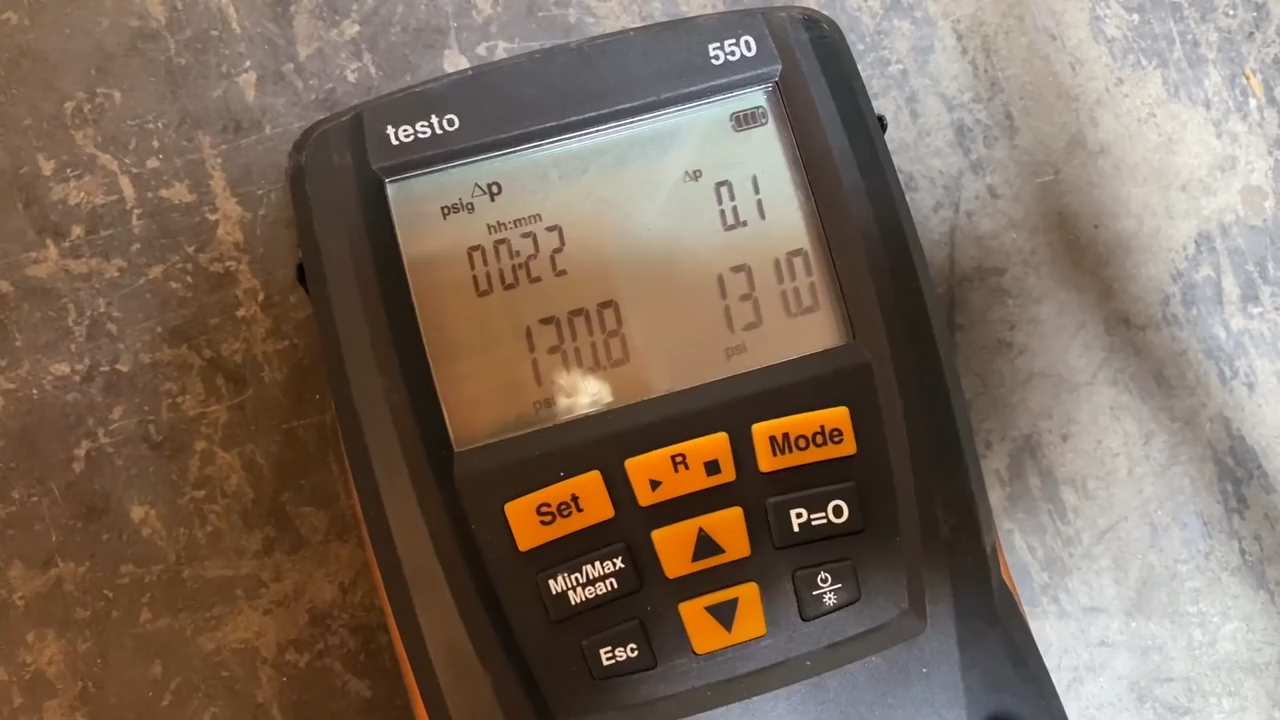 testo
550
psig Δp
hh:mm
00:22
Δp
0.1
130.8
131.0
psi
Set
R
Mode
Min/Max
Mean
P=O
Esc